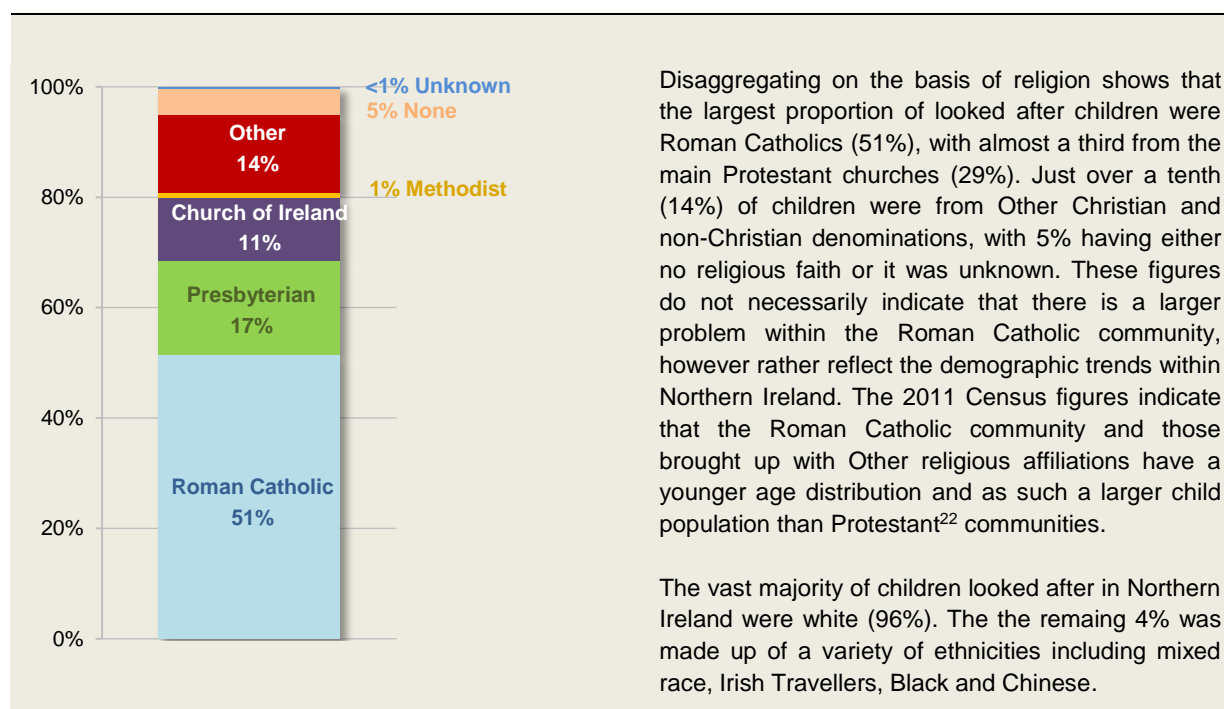 100%
80%
60%
40%
20%
0%
<1% Unknown
5% None
Other
14%
1% Methodist
Church of Ireland
11%
Presbyterian
17%
Roman Catholic
51%
Disaggregating on the basis of religion shows that
the largest proportion of looked after children were
Roman Catholics (51%), with almost a third from the
main Protestant churches (29%). Just over a tenth
(14%) of children were from Other Christian and
non-Christian denominations, with 5% having either
no religious faith or it was unknown. These figures
do not necessarily indicate that there is a larger
problem within the Roman Catholic community,
however rather reflect the demographic trends within
Northern Ireland. The 2011 Census figures indicate
that the Roman Catholic community and those
brought up with Other religious affiliations have a
younger age distribution and as such a larger child
population than Protestant22 communities.
The vast majority of children looked after in Northern
Ireland were white (96%). The the remaing 4% was
made up of a variety of ethnicities including mixed
race, Irish Travellers, Black and Chinese.